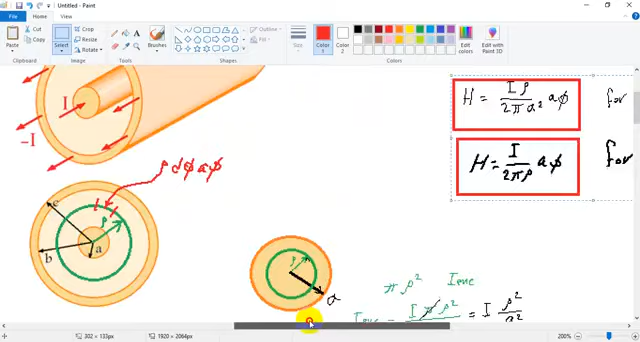 Untitled - Paint
File Home View
Paste
Cut
Copy
Select
Crop
Resize
Rotate
Brushes
Outline
Fill
Size
Color 1
Color 2
Edit colors
Edit with Paint 3D
Clipboard
Image
Tools
Shapes
Colors
I
-I
ρ dφ aφ
c
ρ
a
b
ρ
a
H = Iρ / 2πa² aφ for
H = I / 2πρ aφ for
πρ² Ienc
Ienc = I π ρ² / = I ρ² / a²
302 × 133px
1920 × 2064px
200%